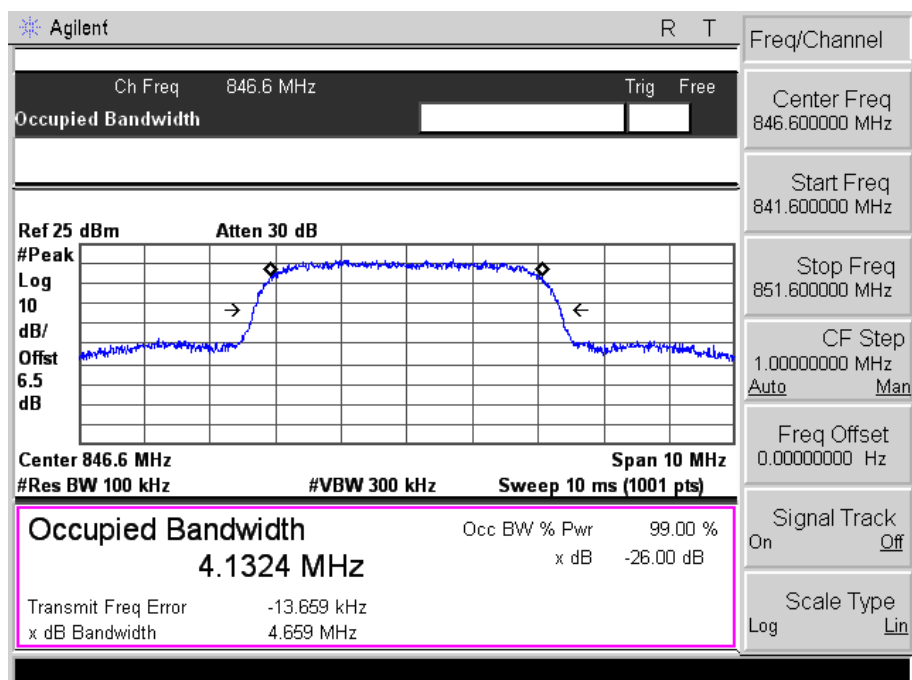 Agilent R T
Ch Freq 846.6 MHz Trig Free
Occupied Bandwidth
Ref 25 dBm Atten 30 dB
#Peak
Log
10
dB/
Offst
6.5
dB
Center 846.6 MHz Span 10 MHz
#Res BW 100 kHz #VBW 300 kHz Sweep 10 ms (1001 pts)
Occupied Bandwidth Occ BW % Pwr 99.00 %
4.1324 MHz x dB -26.00 dB
Transmit Freq Error -13.659 kHz
x dB Bandwidth 4.659 MHz
Freq/Channel
Center Freq
846.600000 MHz
Start Freq
841.600000 MHz
Stop Freq
851.600000 MHz
CF Step
1.00000000 MHz
Auto Man
Freq Offset
0.00000000 Hz
Signal Track
On Off
Scale Type
Log Lin